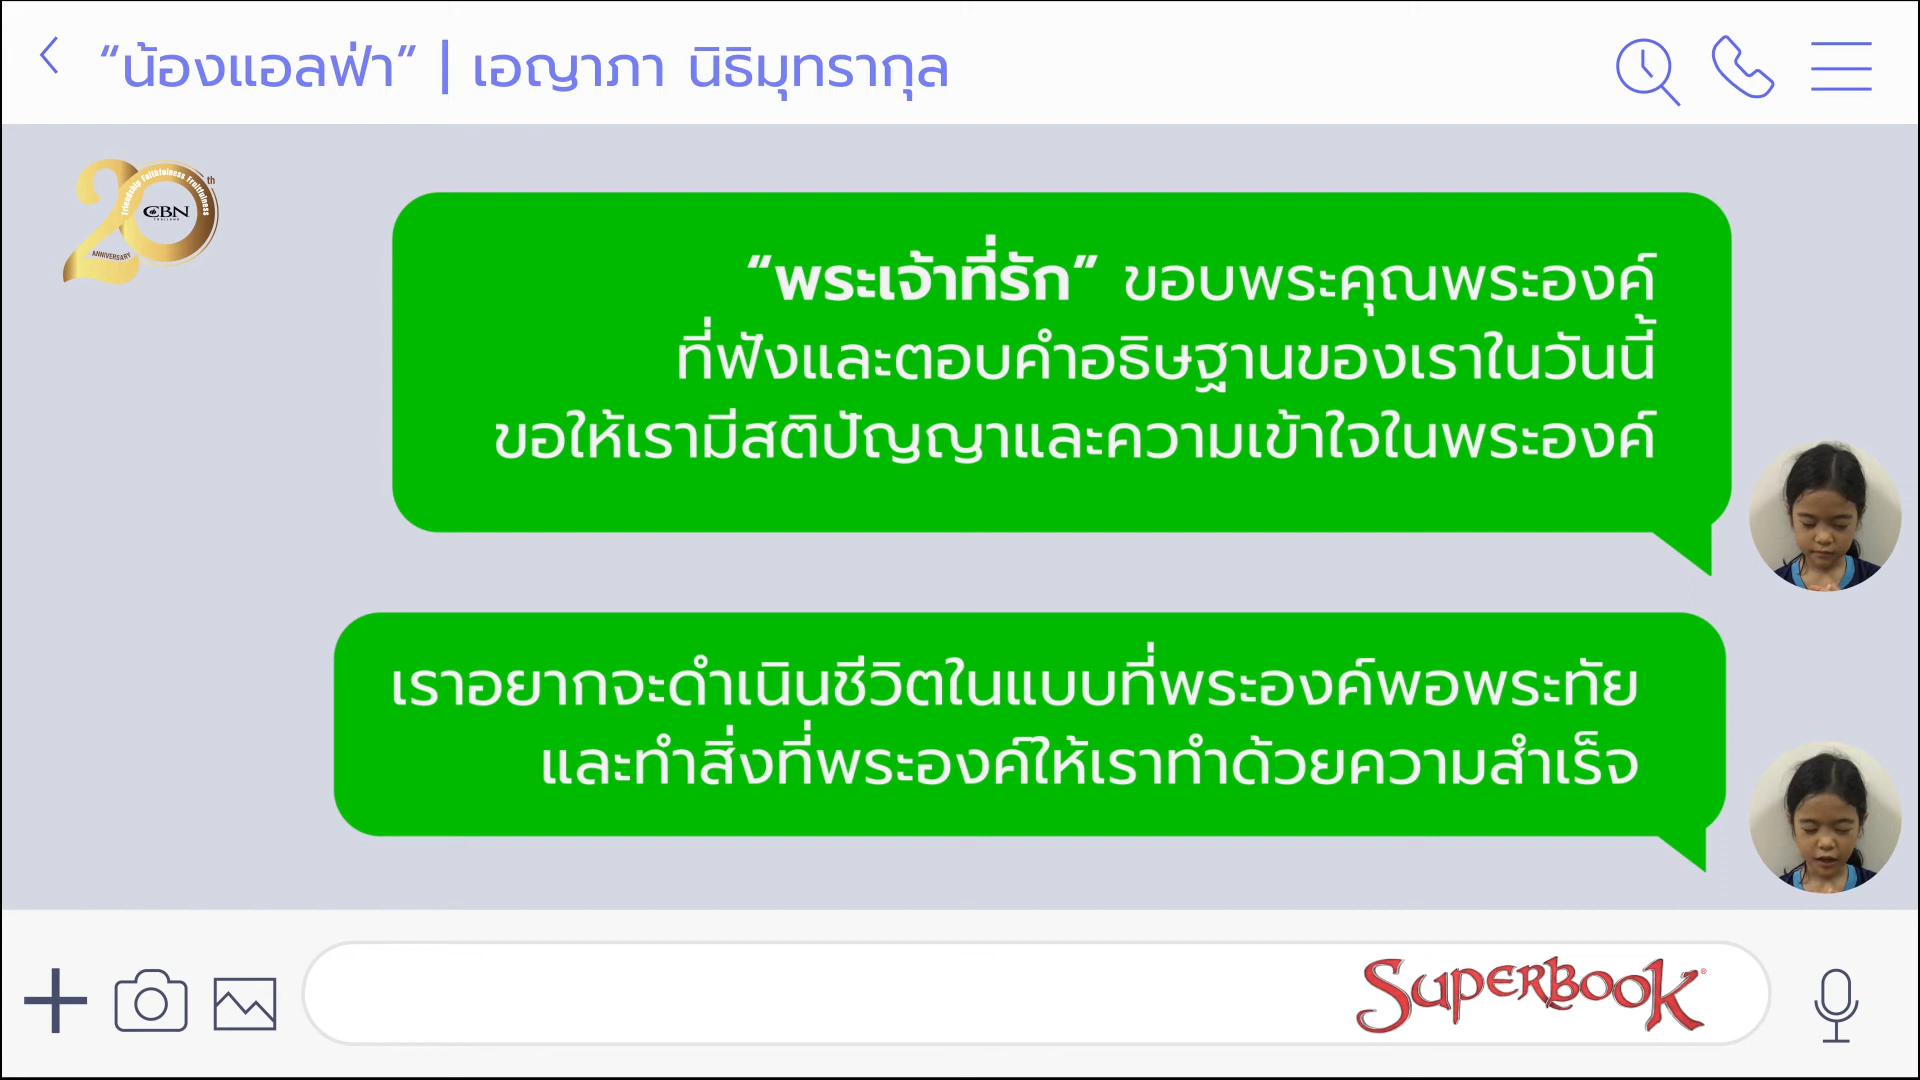 “น้องแอลฟ่า” | เอญาภา นิธิมุทรากุล
20th
Friendship Faithfulness Fruitfulness
CBN
THAILAND
ANNIVERSARY
“พระเจ้าที่รัก” ขอบพระคุณพระองค์
ที่ฟังและตอบคำอธิษฐานของเราในวันนี้
ขอให้เรามีสติปัญญาและความเข้าใจในพระองค์
เราอยากจะดำเนินชีวิตในแบบที่พระองค์พอพระทัย
และทำสิ่งที่พระองค์ให้เราทำด้วยความสำเร็จ
SUPERBOOK®